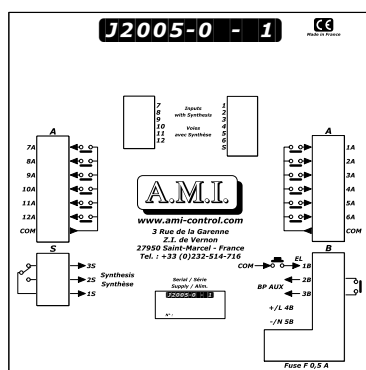 J2005-0 - 1
CE
Made in France
7
8
9
10
11
12
Inputs
with Synthesis
Voies
avec Synthèse
1
2
3
4
5
6
S
A
7A
8A
9A
10A
11A
12A
COM
A
1A
2A
3A
4A
5A
6A
COM
A.M.I.
www.ami-control.com
3 Rue de la Garenne
Z.I. de Vernon
27950 Saint-Marcel - France
Tel. : +33 (0)232-514-716
S
3S
2S
1S
Synthesis
Synthèse
Serial / Série
Supply / Alim.
J2005-0 - 1
N° :
B
COM
EL
1B
BP AUX
2B
3B
+/L 4B
-/N 5B
Fuse F 0,5 A